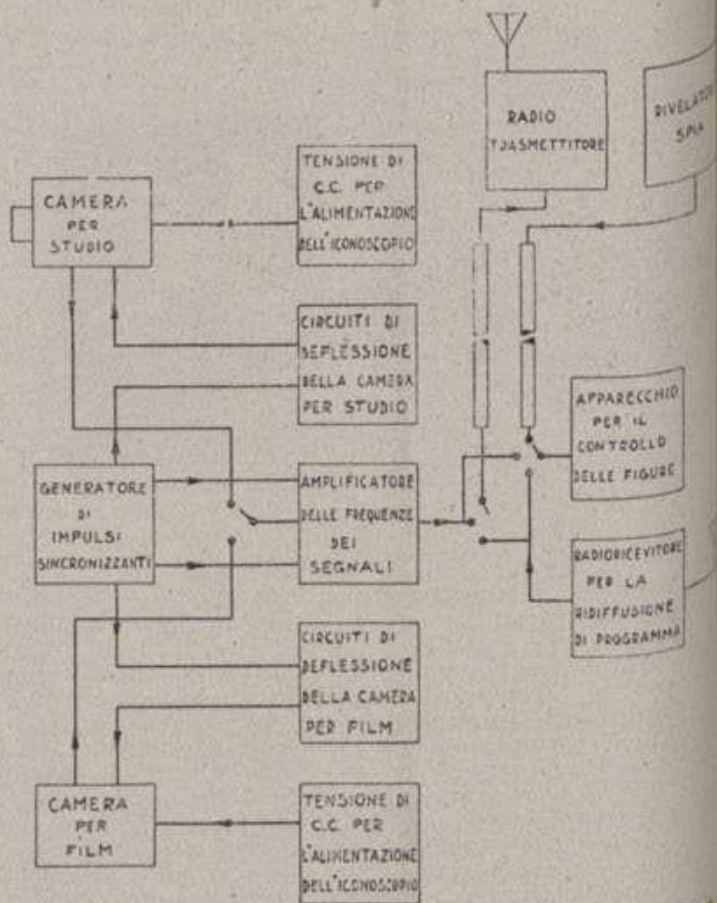 RADIO
TRASMETTITORE
RIVELATOR
SPIA
CAMERA
PER
STUDIO
TENSIONE DI
C.C. PER
L'ALIMENTAZIONE
DELL'ICONOSCOPIO
CIRCUITI DI
DEFLESSIONE
DELLA CAMERA
PER STUDIO
APPARECCHIO
PER IL
CONTROLLO
DELLE FIGURE
GENERATORE
DI
IMPULSI
SINCRONIZZANTI
AMPLIFICATORE
DELLE FREQUENZE
DEI
SEGNALI
RADIORICEVITORE
PER LA
RIDIFFUSIONE
DI PROGRAMMA
CIRCUITI DI
DEFLESSIONE
DELLA CAMERA
PER FILM
CAMERA
PER
FILM
TENSIONE DI
C.C. PER
L'ALIMENTAZIONE
DELL'ICONOSCOPIO